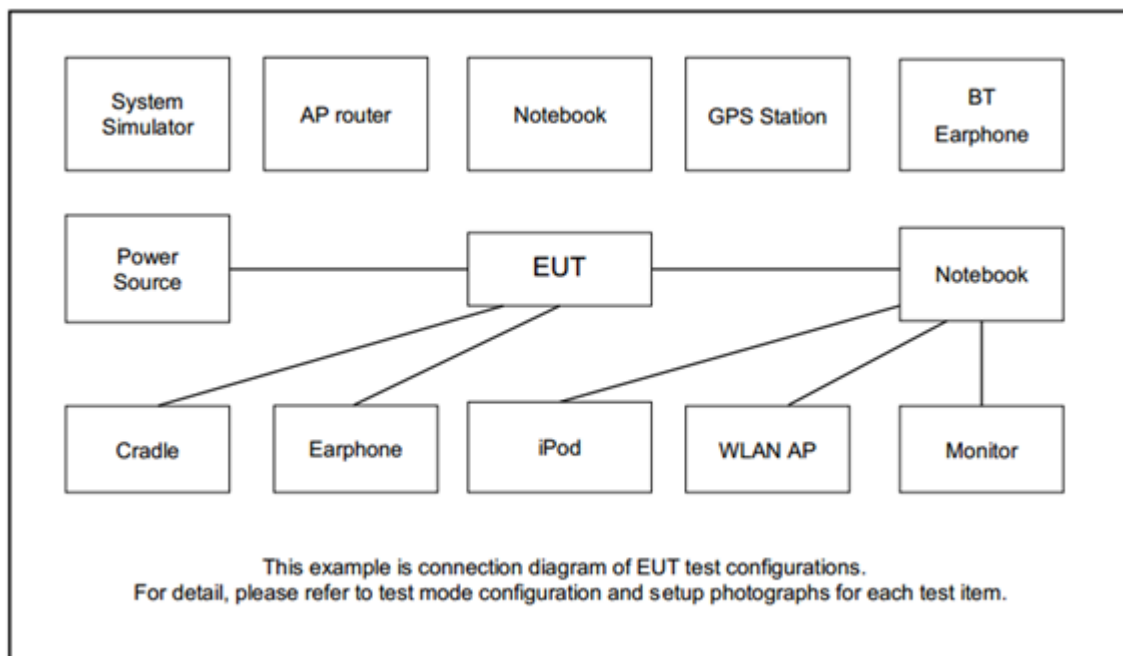 System
Simulator
AP router
Notebook
GPS Station
BT
Earphone
Power
Source
EUT
Notebook
Cradle
Earphone
iPod
WLAN AP
Monitor
This example is connection diagram of EUT test configurations.
For detail, please refer to test mode configuration and setup photographs for each test item.